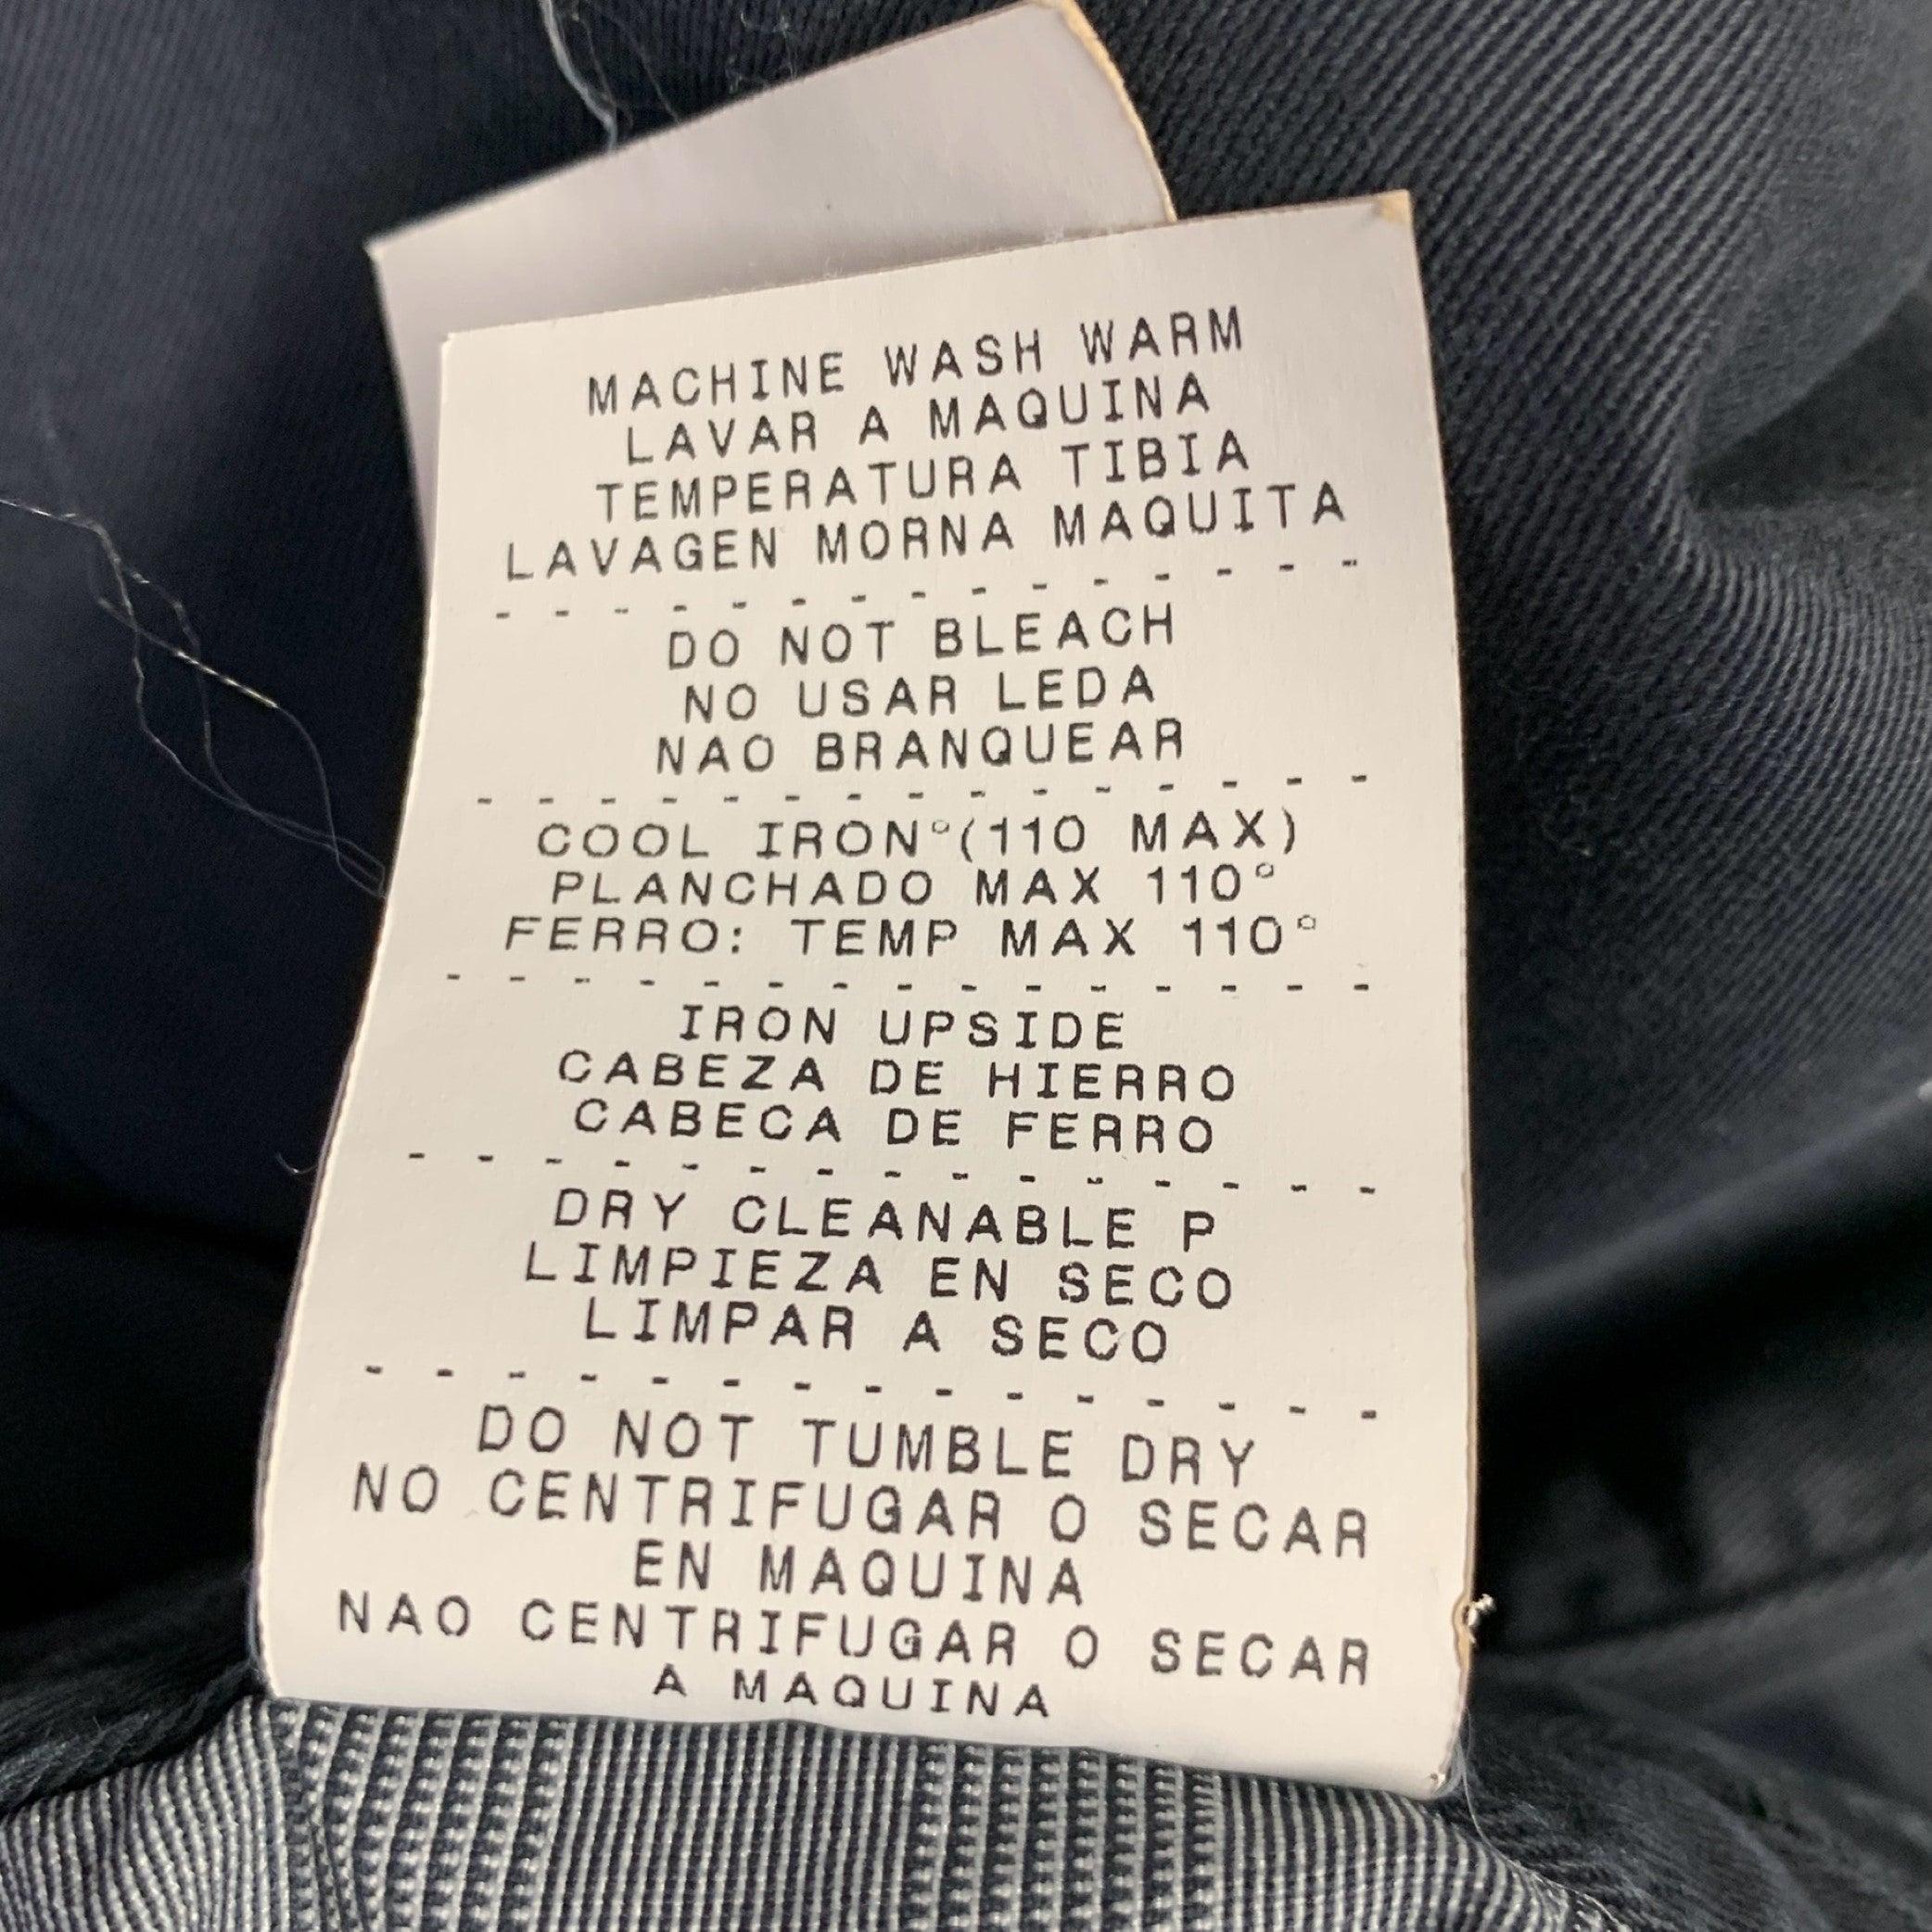 MACHINE WASH WARM
LAVAR A MAQUINA
TEMPERATURA TIBIA
LAVAGEN MORNA MAQUITA
- - - - - - - - - - - - - - -
DO NOT BLEACH
NO USAR LEDA
NAO BRANQUEAR
- - - - - - - - - - - - - - -
COOL IRON°(110 MAX)
PLANCHADO MAX 110°
FERRO: TEMP MAX 110°
- - - - - - - - - - - - - - -
IRON UPSIDE
CABEZA DE HIERRO
CABECA DE FERRO
- - - - - - - - - - - - - - -
DRY CLEANABLE P
LIMPIEZA EN SECO
LIMPAR A SECO
- - - - - - - - - - - - - - -
DO NOT TUMBLE DRY
NO CENTRIFUGAR O SECAR
EN MAQUINA
NAO CENTRIFUGAR O SECAR
A MAQUINA